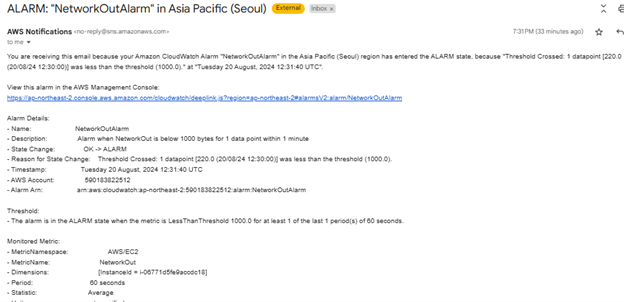 ALARM: "NetworkOutAlarm" in Asia Pacific (Seoul) External Inbox ×
AWS Notifications <no-reply@sns.amazonaws.com> 7:31 PM (33 minutes ago)
to me
You are receiving this email because your Amazon CloudWatch Alarm "NetworkOutAlarm" in the Asia Pacific (Seoul) region has entered the ALARM state, because "Threshold Crossed: 1 datapoint [220.0
(20/08/24 12:30:00)] was less than the threshold (1000.0)." at "Tuesday 20 August, 2024 12:31:40 UTC".
View this alarm in the AWS Management Console:
https://ap-northeast-2.console.aws.amazon.com/cloudwatch/deeplink.js?region=ap-northeast-2#alarmsV2:alarm/NetworkOutAlarm
Alarm Details:
- Name: NetworkOutAlarm
- Description: Alarm when NetworkOut is below 1000 bytes for 1 data point within 1 minute
- State Change: OK -> ALARM
- Reason for State Change: Threshold Crossed: 1 datapoint [220.0 (20/08/24 12:30:00)] was less than the threshold (1000.0).
- Timestamp: Tuesday 20 August, 2024 12:31:40 UTC
- AWS Account: 590183822512
- Alarm Arn: arn:aws:cloudwatch:ap-northeast-2:590183822512:alarm:NetworkOutAlarm
Threshold:
- The alarm is in the ALARM state when the metric is LessThanThreshold 1000.0 for at least 1 of the last 1 period(s) of 60 seconds.
Monitored Metric:
- MetricNamespace: AWS/EC2
- MetricName: NetworkOut
- Dimensions: [InstanceId = i-06771d5fe9accdc18]
- Period: 60 seconds
- Statistic: Average